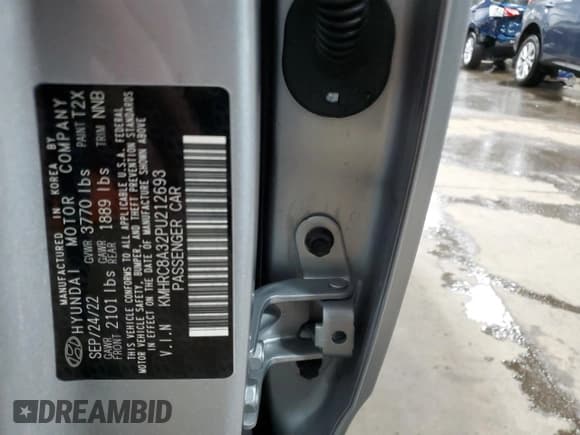 MANUFACTURED IN KOREA BY
HYUNDAI MOTOR COMPANY
SEP/24/22 GVWR 3770 lbs PAINT T2X
GAWR FRONT 2101 lbs GAWR REAR 1889 lbs TRIM NNB
THIS VEHICLE CONFORMS TO ALL APPLICABLE U.S.A. FEDERAL
MOTOR VEHICLE SAFETY, BUMPER, AND THEFT PREVENTION STANDARDS
IN EFFECT ON THE DATE OF MANUFACTURE SHOWN ABOVE.
V.I.N KMHRC8A32PU212693
PASSENGER CAR
DREAMBID